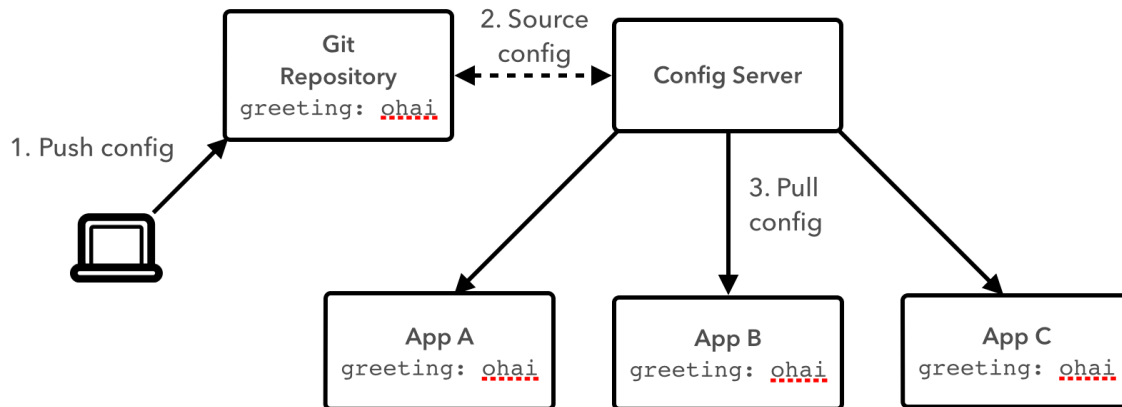 Git
Repository
greeting: ohai
2. Source
config
Config Server
1. Push config
3. Pull
config
App A
greeting: ohai
App B
greeting: ohai
App C
greeting: ohai